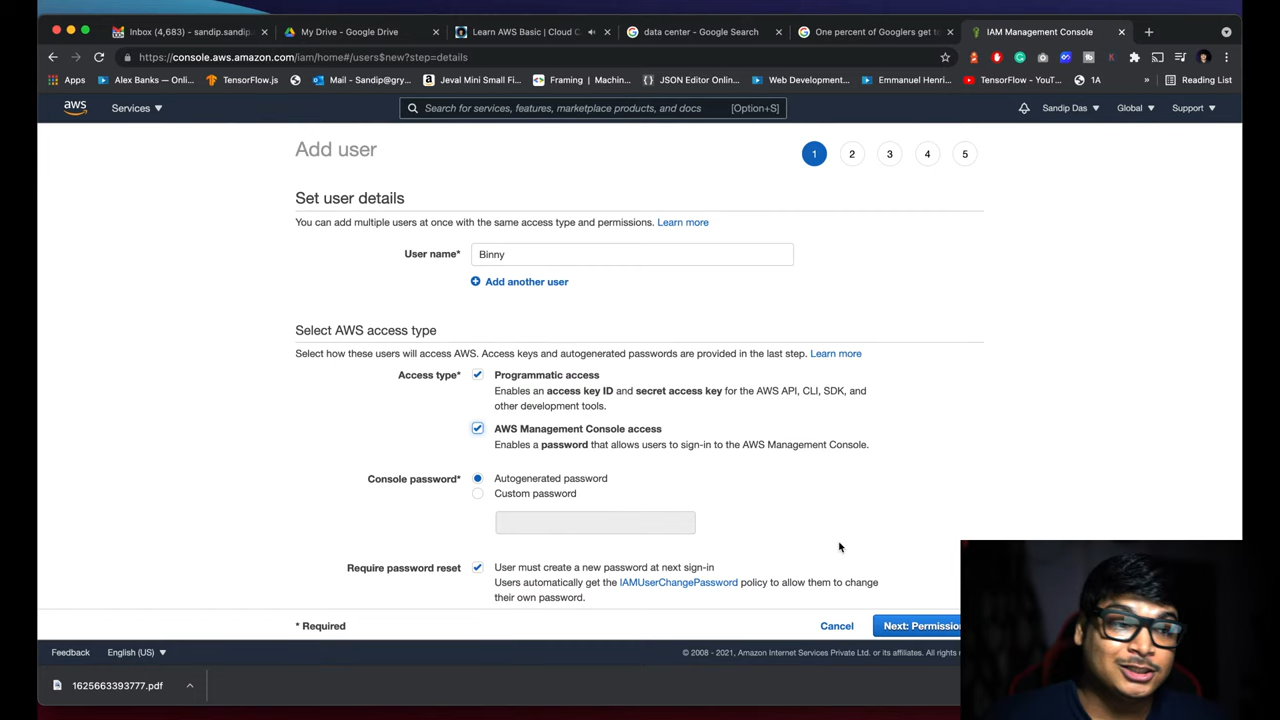 Inbox (4,683) - sandip.sandip.
My Drive - Google Drive
Learn AWS Basic | Cloud C
data center - Google Search
One percent of Googlers get t
IAM Management Console
https://console.aws.amazon.com/iam/home#/users$new?step=details
Apps
Alex Banks — Onli...
TensorFlow.js
Mail - Sandip@gry...
Jeval Mini Small Fi...
Framing | Machin...
JSON Editor Onlin...
Web Development...
Emmanuel Henri...
TensorFlow - YouT...
1A
»
Reading List
aws
Services
Search for services, features, marketplace products, and docs
[Option+S]
Sandip Das
Global
Support
Add user
1
2
3
4
5
Set user details
You can add multiple users at once with the same access type and permissions. Learn more
User name*
Binny
Add another user
Select AWS access type
Select how these users will access AWS. Access keys and autogenerated passwords are provided in the last step. Learn more
Access type*
Programmatic access
Enables an access key ID and secret access key for the AWS API, CLI, SDK, and
other development tools.
AWS Management Console access
Enables a password that allows users to sign-in to the AWS Management Console.
Console password*
Autogenerated password
Custom password
Require password reset
User must create a new password at next sign-in
Users automatically get the IAMUserChangePassword policy to allow them to change
their own password.
* Required
Cancel
Next: Permission
Feedback
English (US)
© 2008 - 2021, Amazon Internet Services Private Ltd. or its affiliates. All righ
1625663393777.pdf